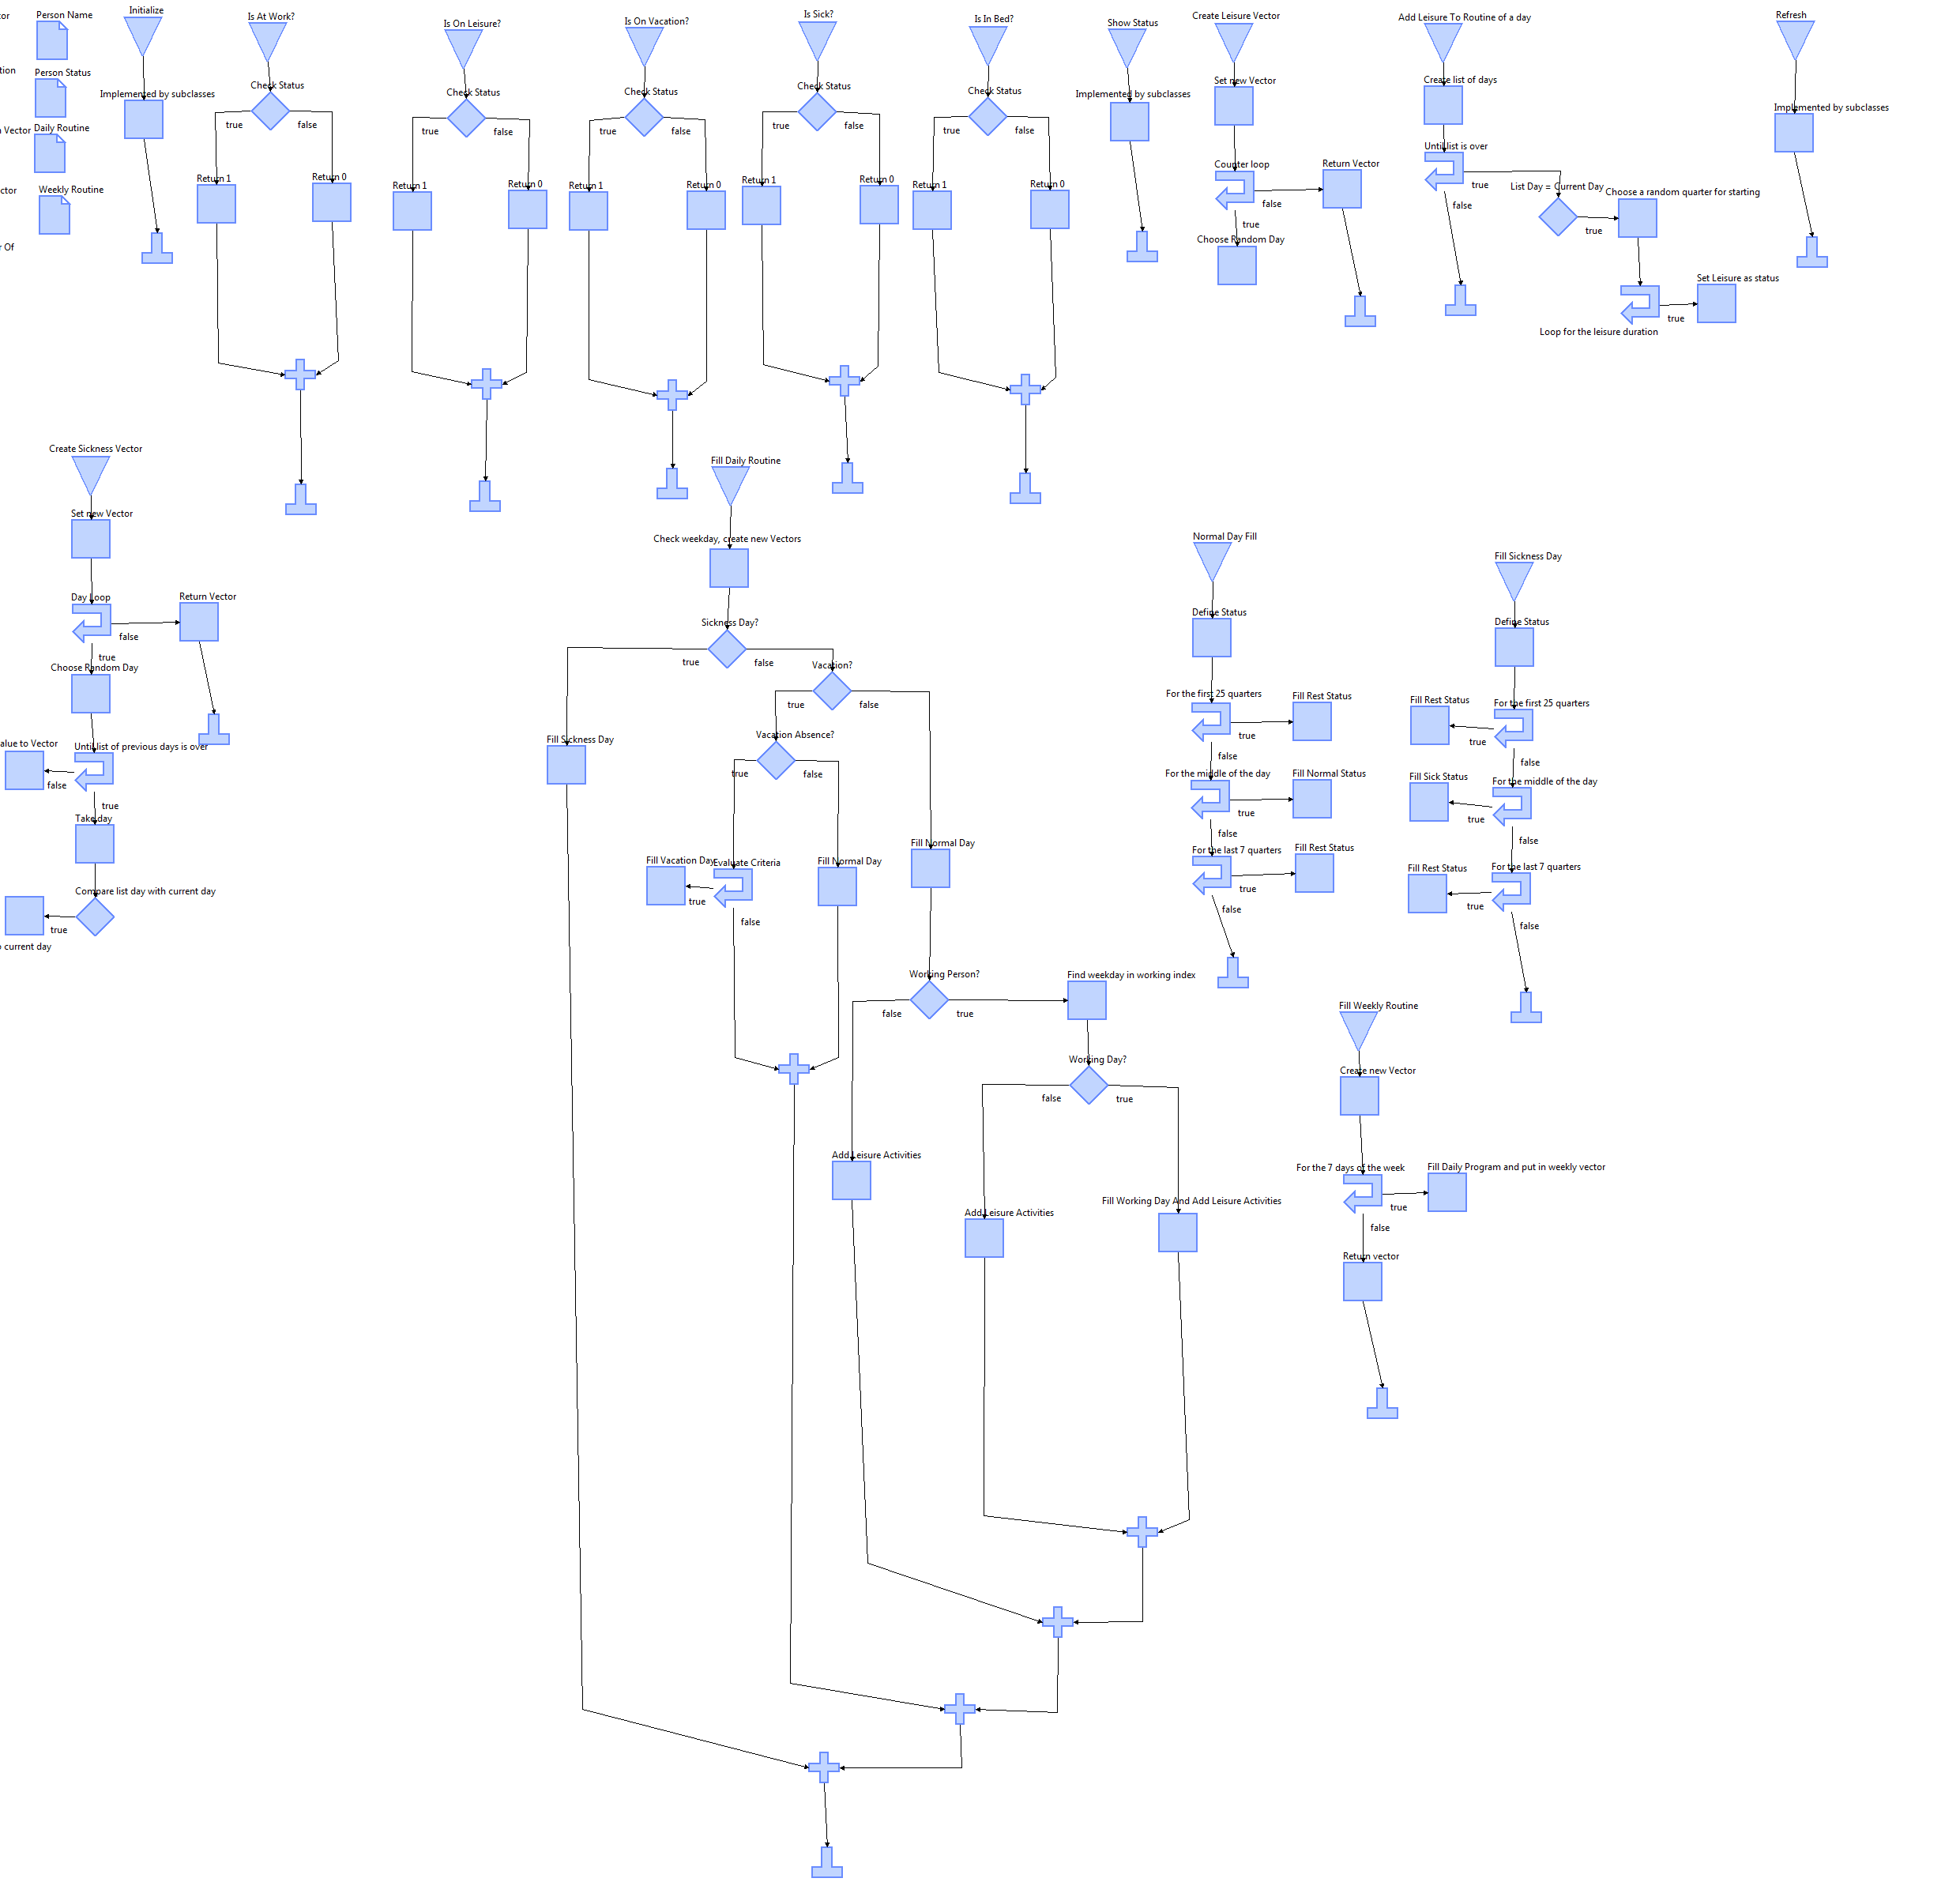 tor
Person Name
Initialize
Is At Work?
Is On Leisure?
Is On Vacation?
Is Sick?
Is In Bed?
Show Status
Create Leisure Vector
Add Leisure To Routine of a day
Refresh
tion
Person Status
Implemented by subclasses
Check Status
Check Status
Check Status
Check Status
Check Status
Implemented by subclasses
Set new Vector
Create list of days
Implemented by subclasses
Vector
Daily Routine
true
false
true
false
true
false
true
false
true
false
Until list is over
true
false
Counter loop
false
true
Return Vector
List Day = Current Day
true
Choose a random quarter for starting
ctor
Weekly Routine
Return 1
Return 0
Return 1
Return 0
Return 1
Return 0
Return 1
Return 0
Return 1
Return 0
r Of
Choose Random Day
Set Leisure as status
true
Loop for the leisure duration
Create Sickness Vector
Set new Vector
Day Loop
false
true
Return Vector
Choose Random Day
alue to Vector
Until list of previous days is over
false
true
Take day
Compare list day with current day
true
o current day
Fill Daily Routine
Check weekday, create new Vectors
Sickness Day?
true
false
Vacation?
true
false
Fill Sickness Day
Vacation Absence?
true
false
Fill Vacation Day
Evaluate Criteria
true
false
Fill Normal Day
Fill Normal Day
Working Person?
false
true
Find weekday in working index
Working Day?
false
true
Add Leisure Activities
Add Leisure Activities
Fill Working Day And Add Leisure Activities
Normal Day Fill
Define Status
For the first 25 quarters
true
false
Fill Rest Status
For the middle of the day
true
false
Fill Normal Status
For the last 7 quarters
true
false
Fill Rest Status
Fill Sickness Day
Define Status
Fill Rest Status
For the first 25 quarters
true
false
Fill Sick Status
For the middle of the day
true
false
Fill Rest Status
For the last 7 quarters
true
false
Fill Weekly Routine
Create new Vector
For the 7 days of the week
true
false
Fill Daily Program and put in weekly vector
Return vector